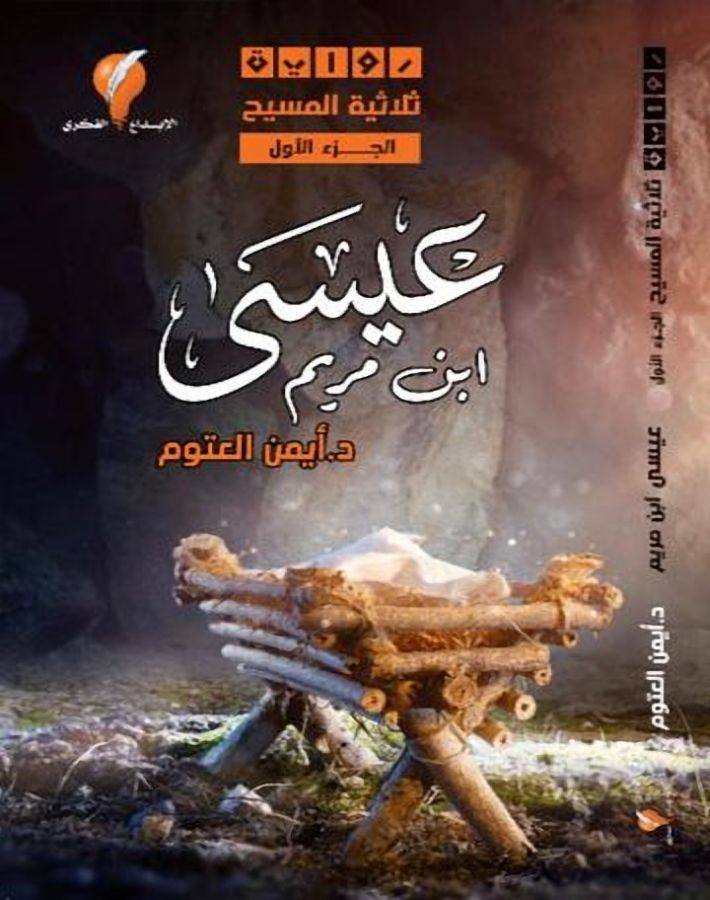 رواية
ثلاثية المسيح
الجزء الأول
الإبداع الفكري
عيسى
ابن مريم
د.أيمن العتوم
رواية ثلاثية المسيح الجزء الأول عيسى ابن مريم د.أيمن العتوم